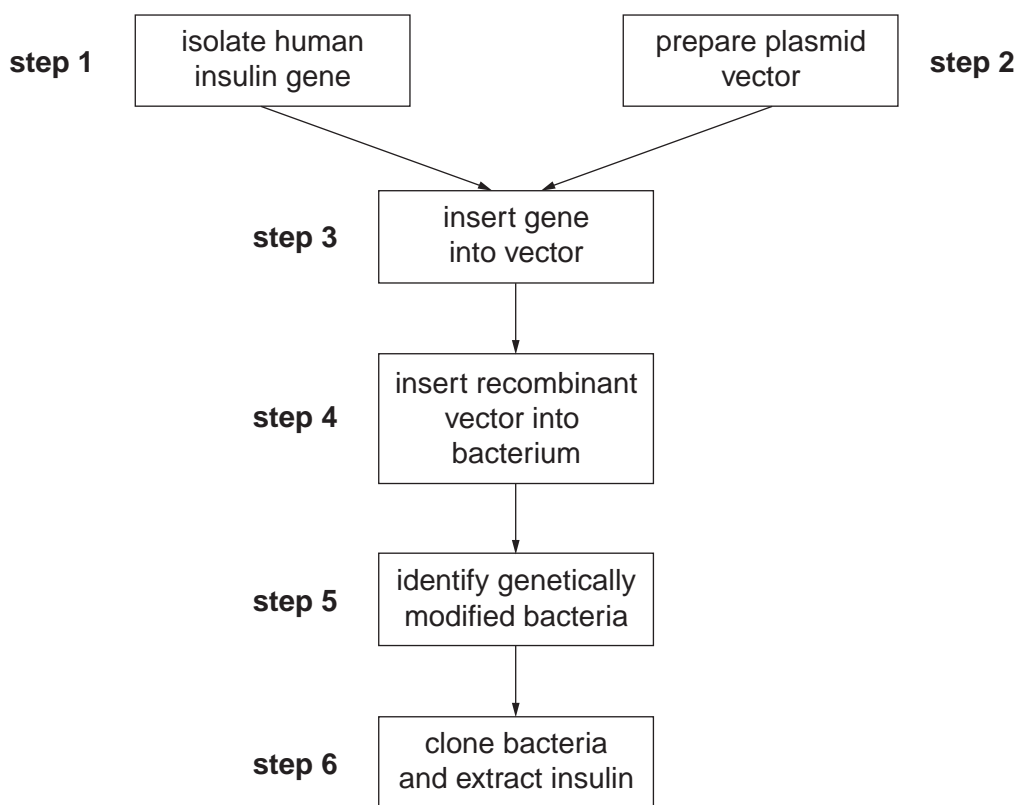 step 1
isolate human
insulin gene
prepare plasmid
vector
step 2
step 3
insert gene
into vector
step 4
insert recombinant
vector into
bacterium
step 5
identify genetically
modified bacteria
step 6
clone bacteria
and extract insulin